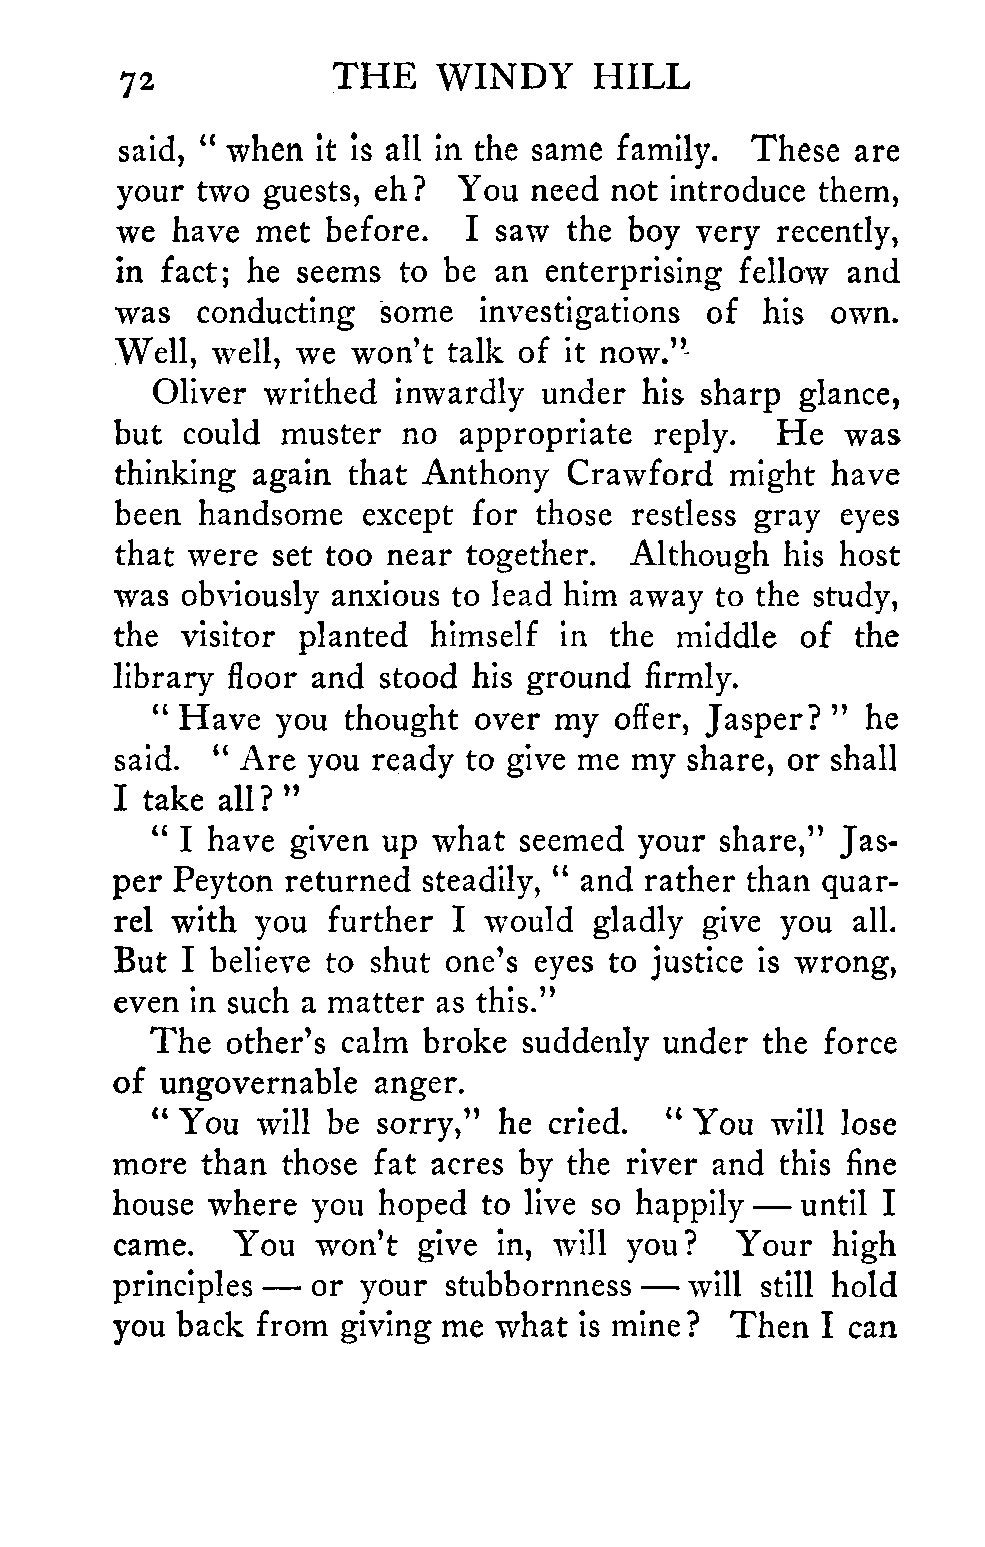 72 THE WINDY HILL
said, “ when it is all in the same family. These are
your two guests, eh? You need not introduce them,
we have met before. I saw the boy very recently,
in fact; he seems to be an enterprising fellow and
was conducting some investigations of his own.
Well, well, we won’t talk of it now.”
Oliver writhed inwardly under his sharp glance,
but could muster no appropriate reply. He was
thinking again that Anthony Crawford might have
been handsome except for those restless gray eyes
that were set too near together. Although his host
was obviously anxious to lead him away to the study,
the visitor planted himself in the middle of the
library floor and stood his ground firmly.
“ Have you thought over my offer, Jasper? ” he
said. “ Are you ready to give me my share, or shall
I take all? ”
“ I have given up what seemed your share,” Jas-
per Peyton returned steadily, “ and rather than quar-
rel with you further I would gladly give you all.
But I believe to shut one’s eyes to justice is wrong,
even in such a matter as this.”
The other’s calm broke suddenly under the force
of ungovernable anger.
“ You will be sorry,” he cried. “ You will lose
more than those fat acres by the river and this fine
house where you hoped to live so happily — until I
came. You won’t give in, will you? Your high
principles — or your stubbornness — will still hold
you back from giving me what is mine? Then I can